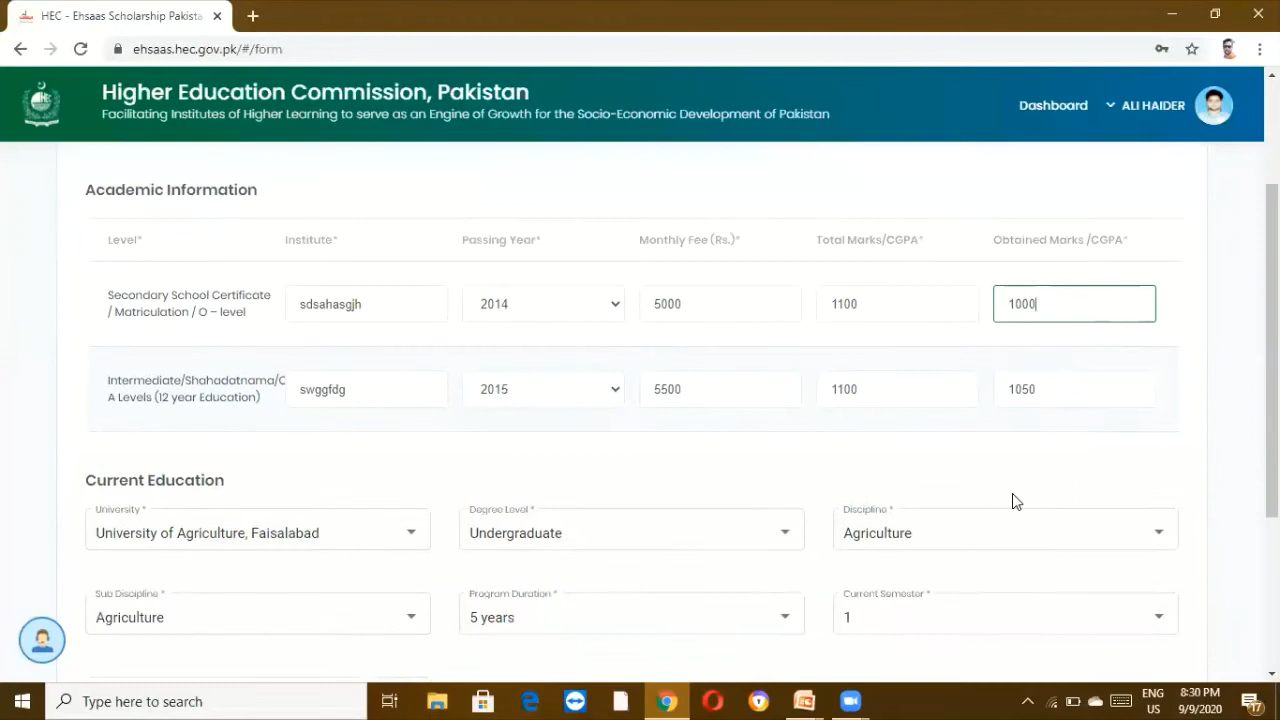 HEC - Ehsaas Scholarship Pakista
ehsaas.hec.gov.pk/#/form
Higher Education Commission, Pakistan
Facilitating Institutes of Higher Learning to serve as an Engine of Growth for the Socio-Economic Development of Pakistan
Dashboard ALI HAIDER
Academic Information
Level* Institute* Passing Year* Monthly Fee (Rs.)* Total Marks/CGPA* Obtained Marks /CGPA*
Secondary School Certificate
/ Matriculation / O – level
sdsahasgjh 2014 5000 1100 1000
Intermediate/Shahadatnama/C
A Levels (12 year Education)
swggfdg 2015 5500 1100 1050
Current Education
University * Degree Level * Discipline *
University of Agriculture, Faisalabad Undergraduate Agriculture
Sub Discipline * Program Duration * Current Semester *
Agriculture 5 years 1
Type here to search
ENG 8:30 PM
US 9/9/2020
17